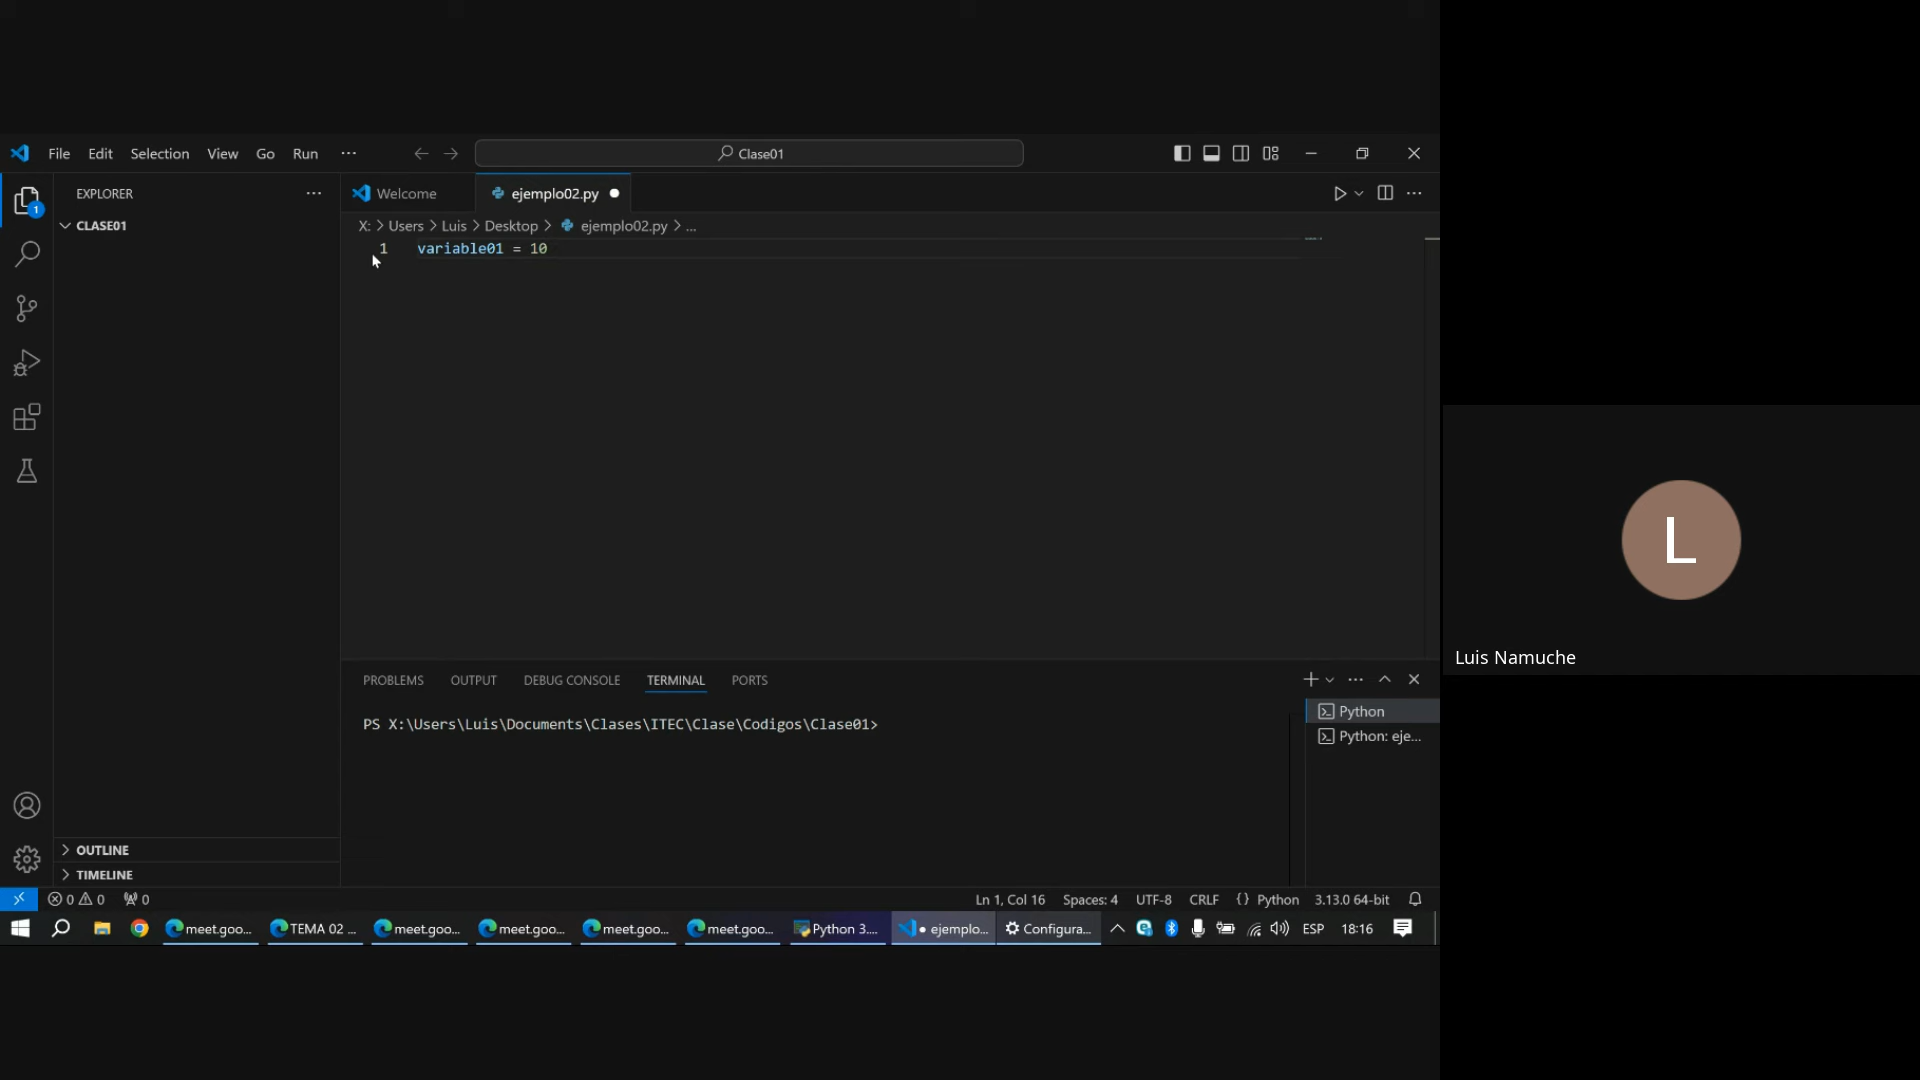 File Edit Selection View Go Run ···
Clase01
EXPLORER ···
1
CLASE01
Welcome
ejemplo02.py
X: > Users > Luis > Desktop > ejemplo02.py > ...
1 variable01 = 10
PROBLEMS OUTPUT DEBUG CONSOLE TERMINAL PORTS
PS X:\Users\Luis\Documents\Clases\ITEC\Clase\Codigos\Clase01>
Python
Python: eje...
OUTLINE
TIMELINE
0 0 0
Ln 1, Col 16 Spaces: 4 UTF-8 CRLF {} Python 3.13.0 64-bit
meet.goo... TEMA 02 ... meet.goo... meet.goo... meet.goo... meet.goo... Python 3.... ● ejemplo... Configura... ESP 18:16
L
Luis Namuche